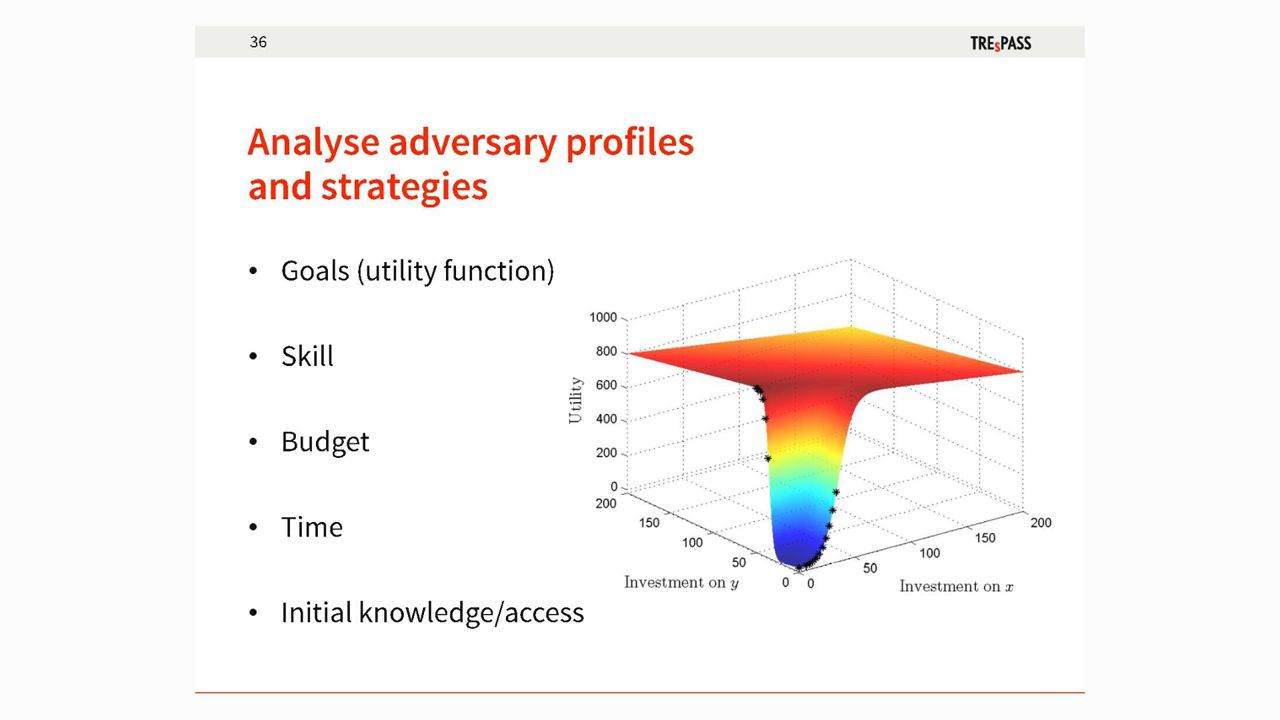 36
TREsPASS
Analyse adversary profiles
and strategies
• Goals (utility function)
• Skill
• Budget
• Time
• Initial knowledge/access
1000
800
600
400
200
0
Utility
200
150
100
50
0
Investment on y
0
50
100
150
200
Investment on x